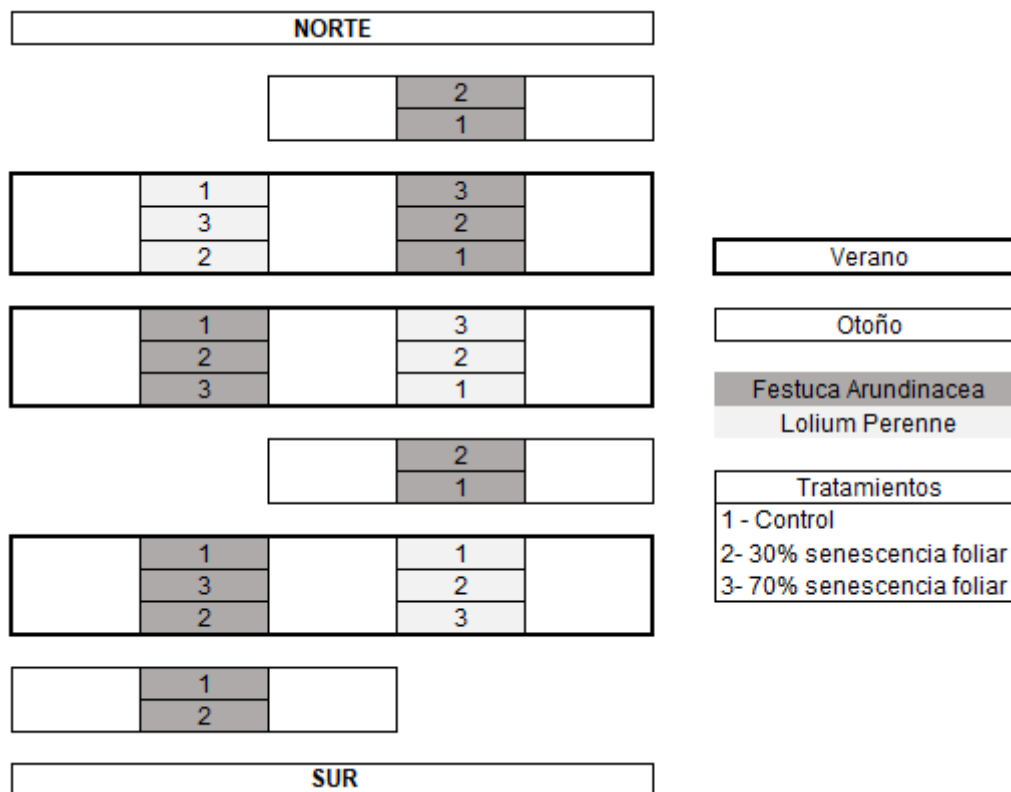 NORTE
2
1
1 3
3 2
2 1
Verano
1 3
2 2
3 1
Otoño
Festuca Arundinacea
Lolium Perenne
2
1
Tratamientos
1 - Control
2- 30% senescencia foliar
3- 70% senescencia foliar
1 1
3 2
2 3
1
2
SUR